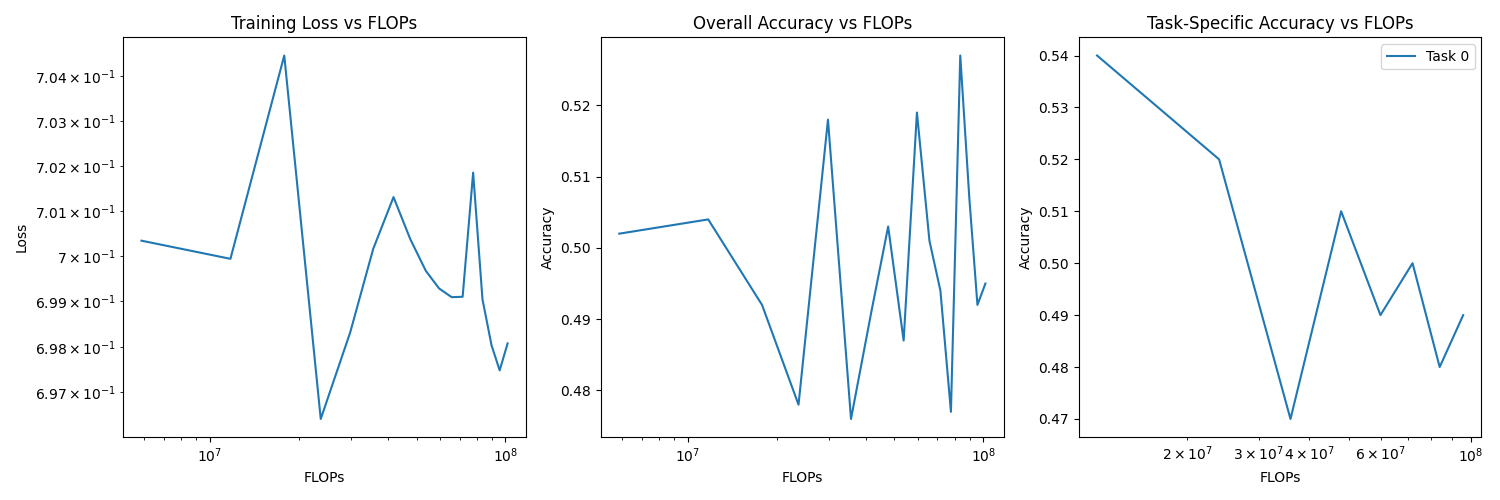 Training Loss vs FLOPs
Loss
7.04 × 10⁻¹
7.03 × 10⁻¹
7.02 × 10⁻¹
7.01 × 10⁻¹
7 × 10⁻¹
6.99 × 10⁻¹
6.98 × 10⁻¹
6.97 × 10⁻¹
10⁷ 10⁸
FLOPs
Overall Accuracy vs FLOPs
Accuracy
0.52
0.51
0.50
0.49
0.48
10⁷ 10⁸
FLOPs
Task-Specific Accuracy vs FLOPs
Task 0
Accuracy
0.54
0.53
0.52
0.51
0.50
0.49
0.48
0.47
2 × 10⁷ 3 × 10⁷ 4 × 10⁷ 6 × 10⁷ 10⁸
FLOPs